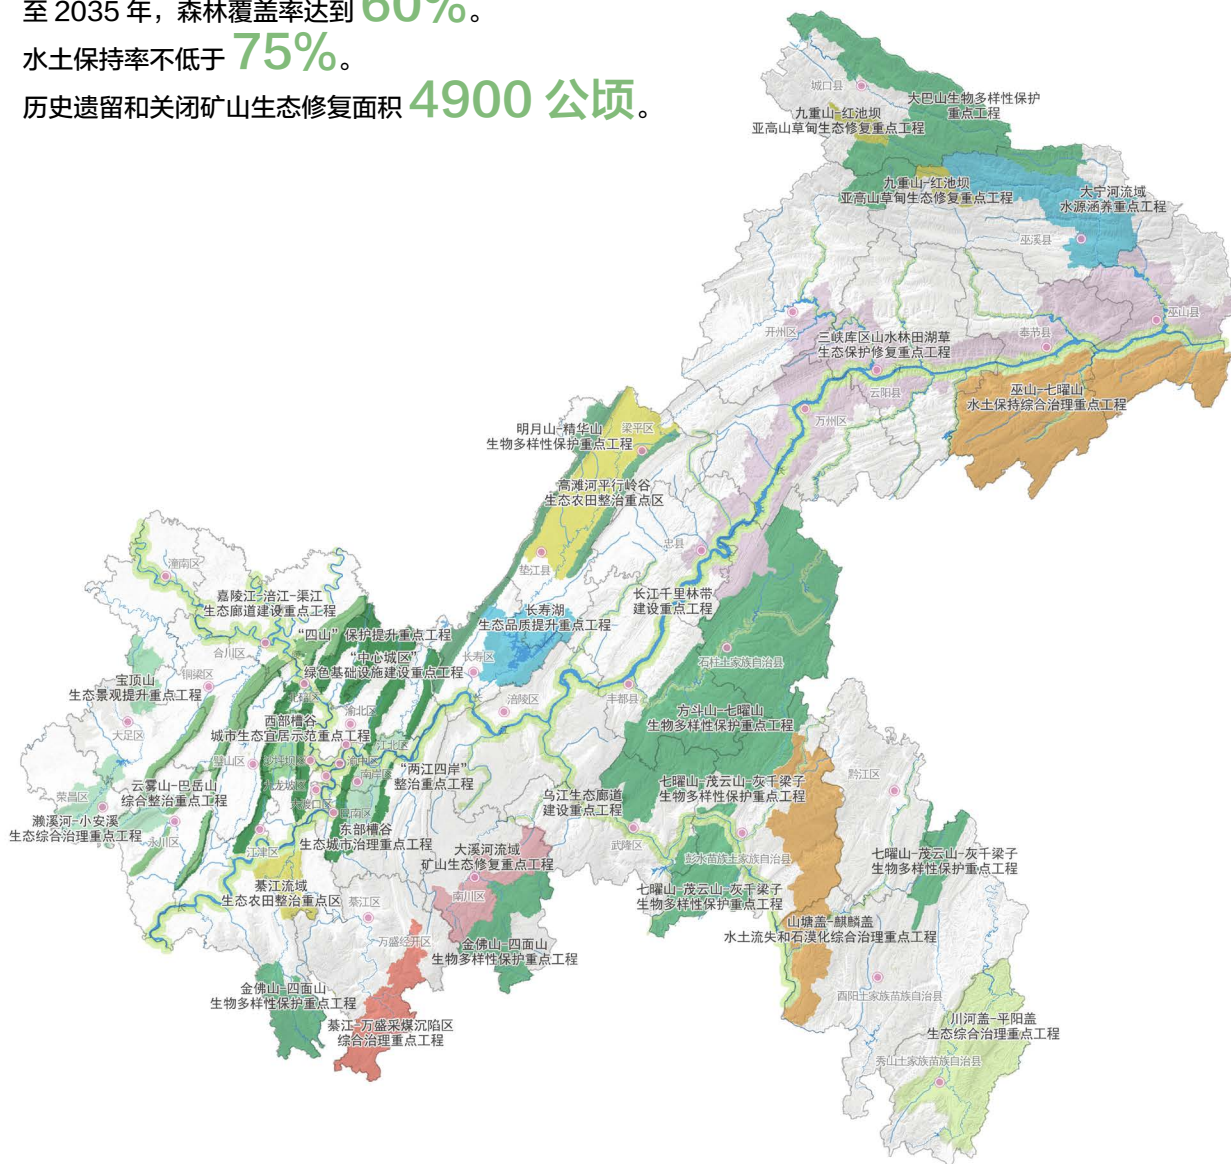 至 2035 年，森林覆盖率达到 60%。
水土保持率不低于 75%。
历史遗留和关闭矿山生态修复面积 4900 公顷。
城口县
大巴山生物多样性保护
重点工程
九重山-红池坝
亚高山草甸生态修复重点工程
九重山-红池坝
亚高山草甸生态修复重点工程
大宁河流域
水源涵养重点工程
巫溪县
巫山县
开州区
三峡库区山水林田湖草
生态保护修复重点工程
奉节县
云阳县
巫山-七曜山
水土保持综合治理重点工程
万州区
明月山-精华山
生物多样性保护重点工程
梁平区
高滩河平行岭谷
生态农田整治重点区
忠县
垫江县
潼南区
嘉陵江-涪江-渠江
生态廊道建设重点工程
长寿湖
生态品质提升重点工程
长江千里林带
建设重点工程
“四山”保护提升重点工程
合川区
“中心城区”
绿色基础设施建设重点工程
长寿区
石柱土家族自治县
铜梁区
宝顶山
生态景观提升重点工程
北碚区
涪陵区
丰都县
大足区
西部槽谷
城市生态宜居示范重点工程
渝北区
方斗山-七曜山
生物多样性保护重点工程
江北区
渝中区
璧山区
沙坪坝区
南岸区
“两江四岸”
整治重点工程
云雾山-巴岳山
综合整治重点工程
九龙坡区
大渡口区
巴南区
荣昌区
濑溪河-小安溪
生态综合治理重点工程
永川区
乌江生态廊道
建设重点工程
七曜山-茂云山-灰千梁子
生物多样性保护重点工程
黔江区
东部槽谷
生态城市治理重点工程
江津区
武隆区
大溪河流域
矿山生态修复重点工程
彭水苗族土家族自治县
七曜山-茂云山-灰千梁子
生物多样性保护重点工程
綦江流域
生态农田整治重点区
南川区
七曜山-茂云山-灰千梁子
生物多样性保护重点工程
綦江区
山塘盖-麒麟盖
水土流失和石漠化综合治理重点工程
万盛经开区
金佛山-四面山
生物多样性保护重点工程
金佛山-四面山
生物多样性保护重点工程
酉阳土家族苗族自治县
綦江-万盛采煤沉陷区
综合治理重点工程
川河盖-平阳盖
生态综合治理重点工程
秀山土家族苗族自治县